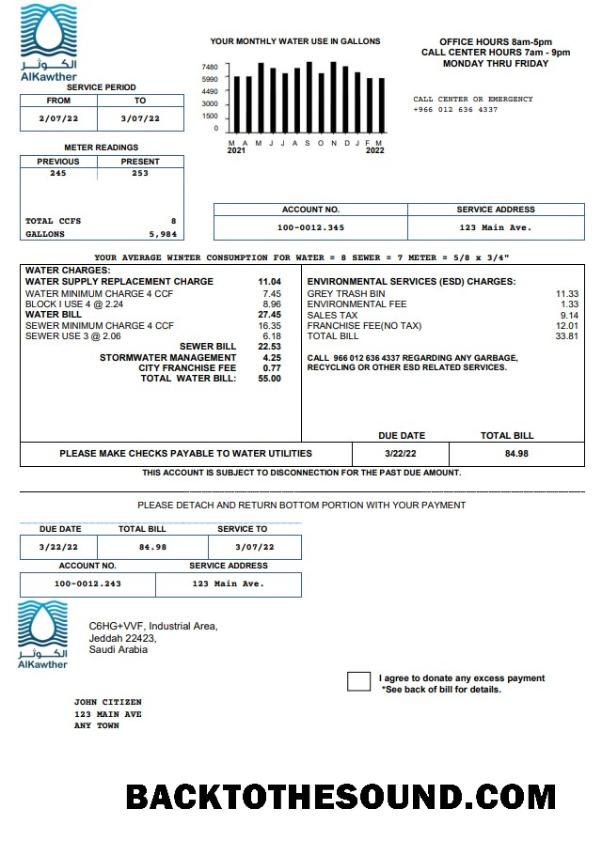 الكوثر
AlKawther
YOUR MONTHLY WATER USE IN GALLONS
7480
5990
4490
3000
1500
0
M A M J J A S O N D J F M
2021 2022
OFFICE HOURS 8am-5pm
CALL CENTER HOURS 7am - 9pm
MONDAY THRU FRIDAY
CALL CENTER OR EMERGENCY
+966 012 636 4337
SERVICE PERIOD
FROM TO
2/07/22 3/07/22
METER READINGS
PREVIOUS PRESENT
245 253
TOTAL CCFS 8
GALLONS 5,984
ACCOUNT NO. SERVICE ADDRESS
100-0012.345 123 Main Ave.
YOUR AVERAGE WINTER CONSUMPTION FOR WATER = 8 SEWER = 7 METER = 5/8 x 3/4"
WATER CHARGES:
WATER SUPPLY REPLACEMENT CHARGE 11.04
WATER MINIMUM CHARGE 4 CCF 7.45
BLOCK I USE 4 @ 2.24 8.96
WATER BILL 27.45
SEWER MINIMUM CHARGE 4 CCF 16.35
SEWER USE 3 @ 2.06 6.18
SEWER BILL 22.53
STORMWATER MANAGEMENT 4.25
CITY FRANCHISE FEE 0.77
TOTAL WATER BILL: 55.00
ENVIRONMENTAL SERVICES (ESD) CHARGES:
GREY TRASH BIN 11.33
ENVIRONMENTAL FEE 1.33
SALES TAX 9.14
FRANCHISE FEE(NO TAX) 12.01
TOTAL BILL 33.81
CALL 966 012 636 4337 REGARDING ANY GARBAGE,
RECYCLING OR OTHER ESD RELATED SERVICES.
DUE DATE TOTAL BILL
PLEASE MAKE CHECKS PAYABLE TO WATER UTILITIES 3/22/22 84.98
THIS ACCOUNT IS SUBJECT TO DISCONNECTION FOR THE PAST DUE AMOUNT.
PLEASE DETACH AND RETURN BOTTOM PORTION WITH YOUR PAYMENT
DUE DATE TOTAL BILL SERVICE TO
3/22/22 84.98 3/07/22
ACCOUNT NO. SERVICE ADDRESS
100-0012.243 123 Main Ave.
الكوثر
AlKawther
C6HG+VVF, Industrial Area,
Jeddah 22423,
Saudi Arabia
I agree to donate any excess payment
*See back of bill for details.
JOHN CITIZEN
123 MAIN AVE
ANY TOWN
BACKTOTHESOUND.COM